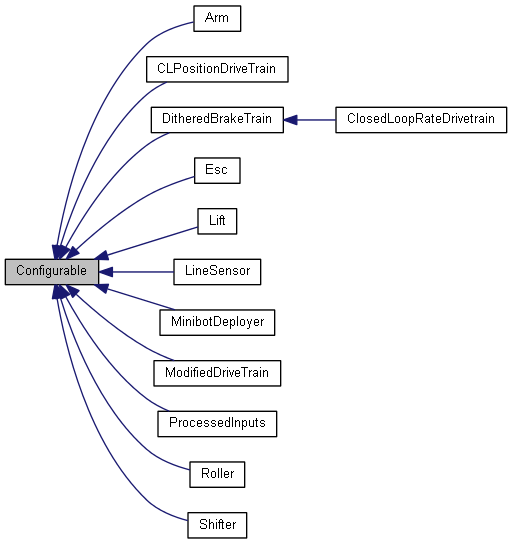 Arm
CLPositionDriveTrain
DitheredBrakeTrain
ClosedLoopRateDrivetrain
Esc
Lift
Configurable
LineSensor
MinibotDeployer
ModifiedDriveTrain
ProcessedInputs
Roller
Shifter